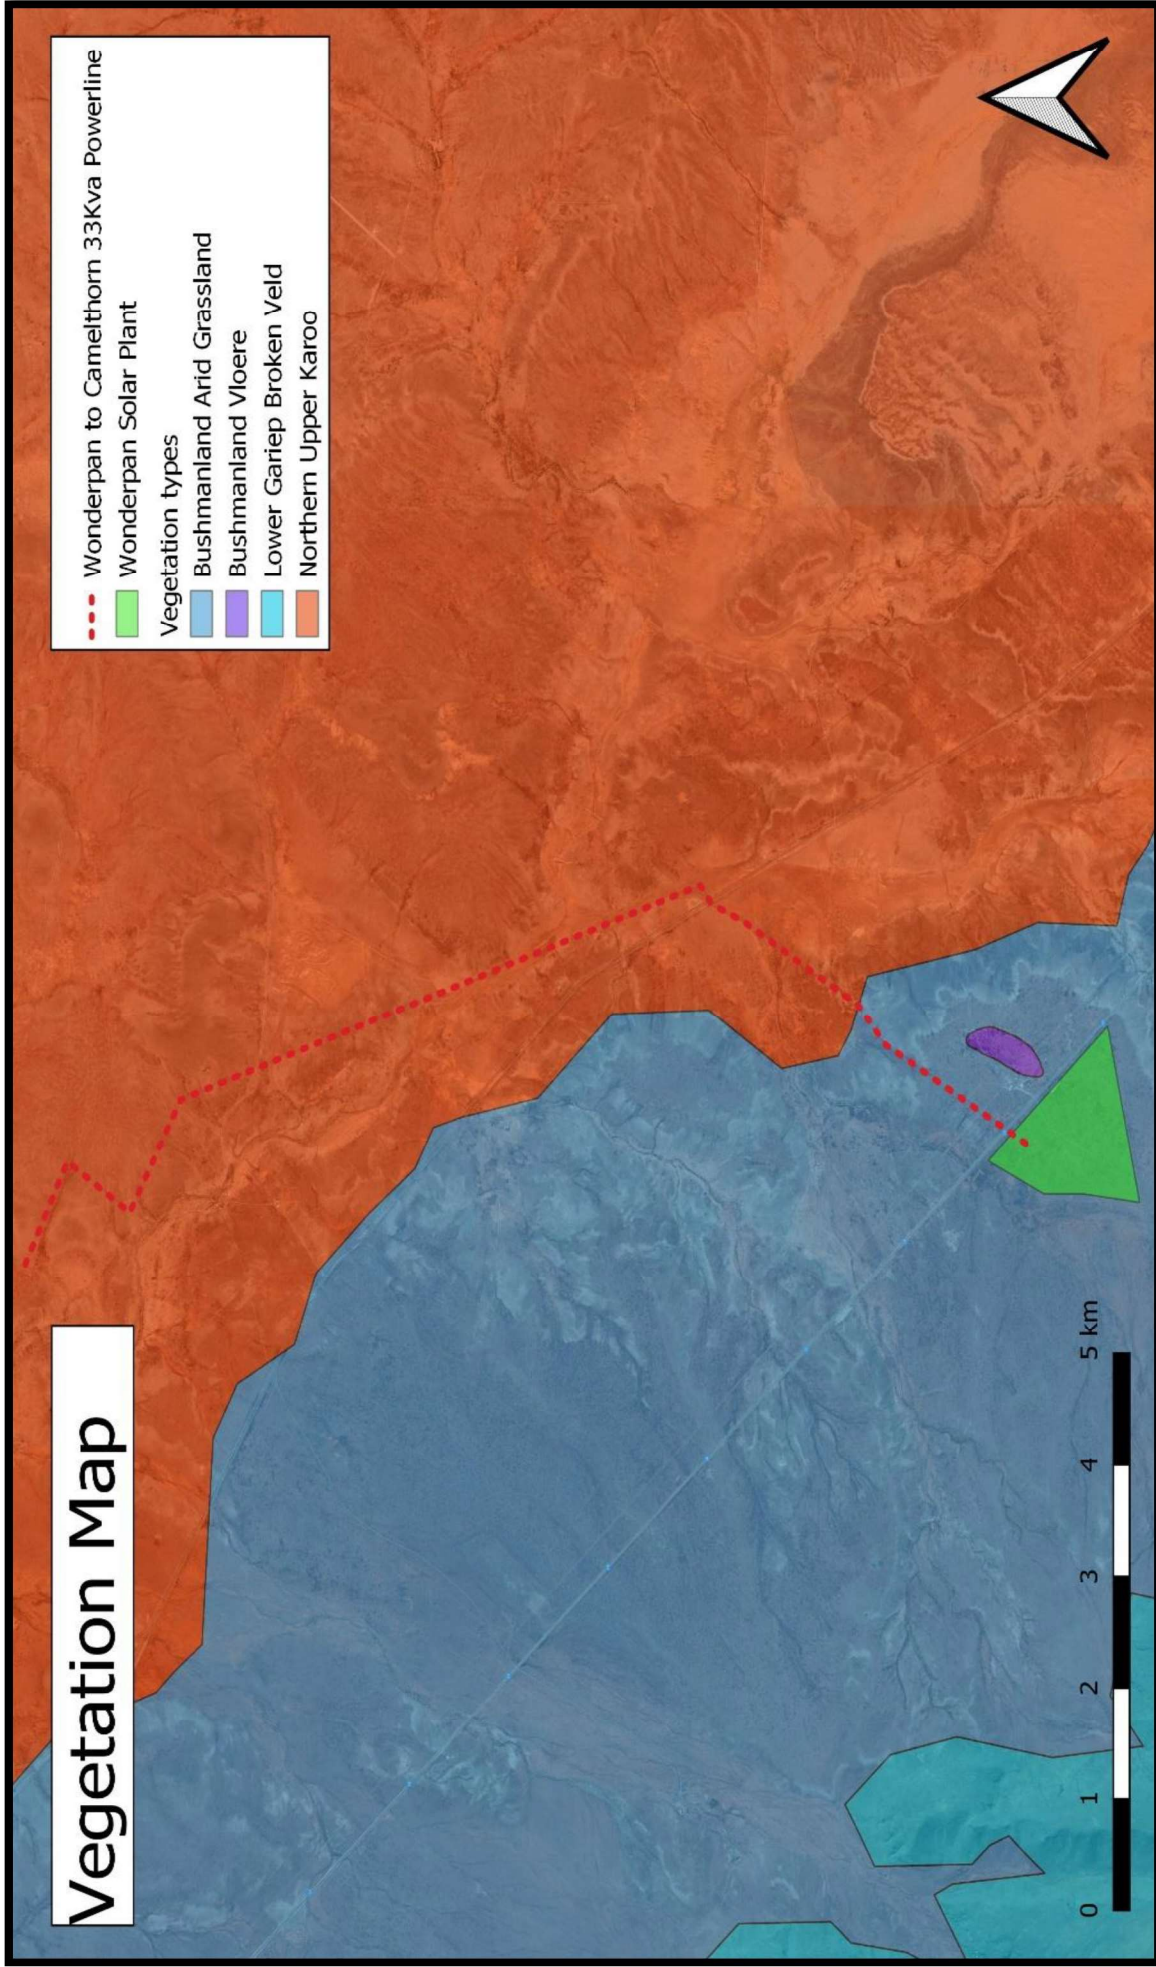 Vegetation Map
Wonderpan to Camelthorn 33Kva Powerline
Wonderpan Solar Plant
Vegetation types
Bushmanland Arid Grassland
Bushmanland Vloere
Lower Gariep Broken Veld
Northern Upper Karoo
0 1 2 3 4 5 km